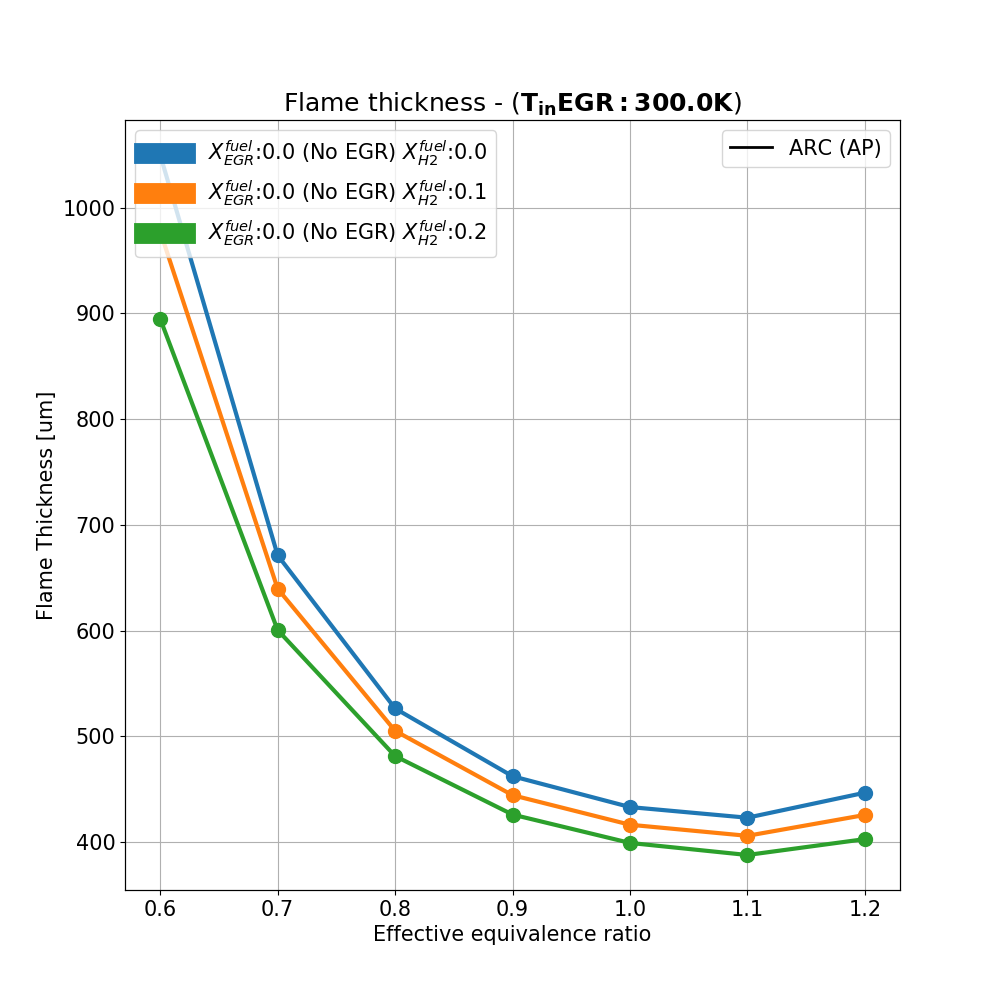 Flame thickness - (T_in EGR : 300.0K)
X_EGR^fuel:0.0 (No EGR) X_H2^fuel:0.0
X_EGR^fuel:0.0 (No EGR) X_H2^fuel:0.1
X_EGR^fuel:0.0 (No EGR) X_H2^fuel:0.2
ARC (AP)
Flame Thickness [um]
1000
900
800
700
600
500
400
0.6 0.7 0.8 0.9 1.0 1.1 1.2
Effective equivalence ratio